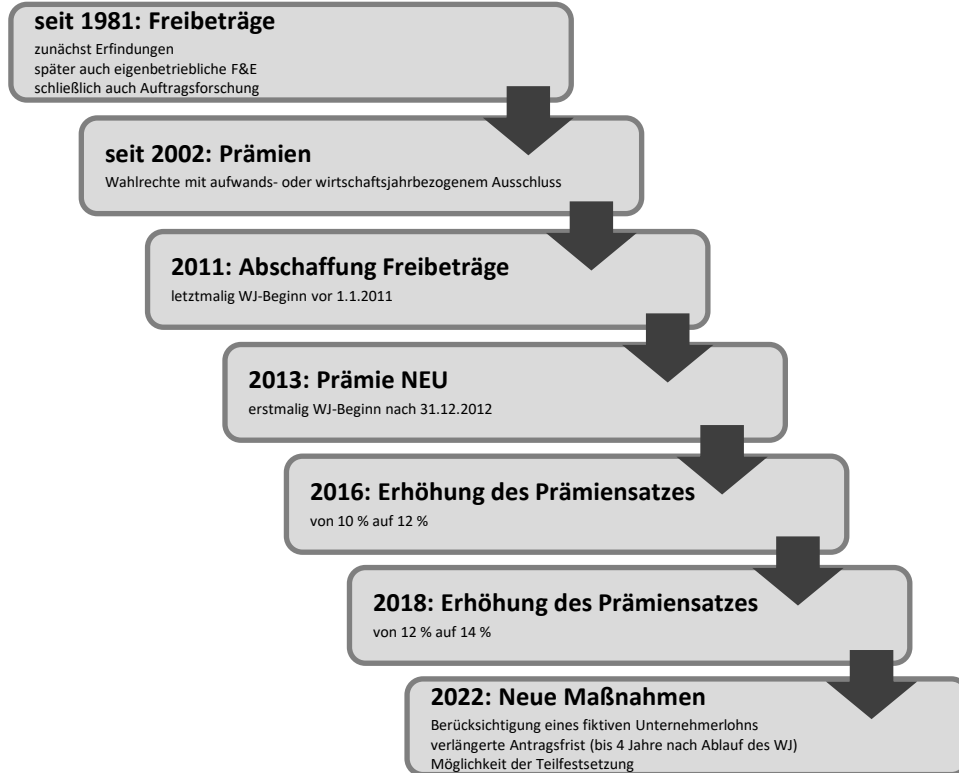 seit 1981: Freibeträge
zunächst Erfindungen
später auch eigenbetriebliche F&E
schließlich auch Auftragsforschung
seit 2002: Prämien
Wahlrechte mit aufwands- oder wirtschaftsjahrbezogenem Ausschluss
2011: Abschaffung Freibeträge
letztmalig WJ-Beginn vor 1.1.2011
2013: Prämie NEU
erstmalig WJ-Beginn nach 31.12.2012
2016: Erhöhung des Prämiensatzes
von 10 % auf 12 %
2018: Erhöhung des Prämiensatzes
von 12 % auf 14 %
2022: Neue Maßnahmen
Berücksichtigung eines fiktiven Unternehmerlohns
verlängerte Antragsfrist (bis 4 Jahre nach Ablauf des WJ)
Möglichkeit der Teilfestsetzung